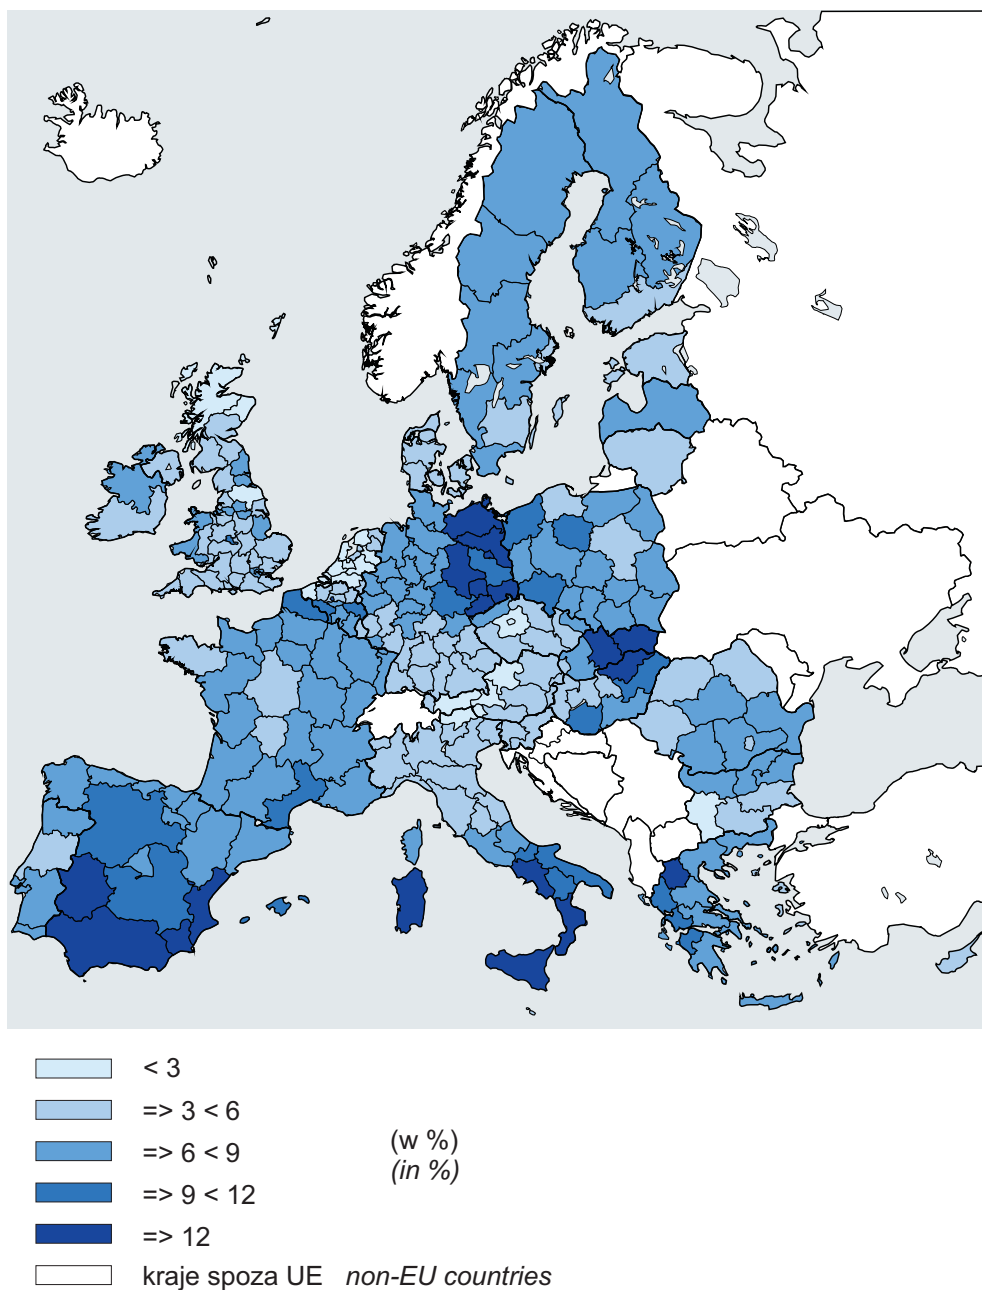 < 3
=> 3 < 6
=> 6 < 9
=> 9 < 12
=> 12
kraje spoza UE non-EU countries
(w %)
(in %)